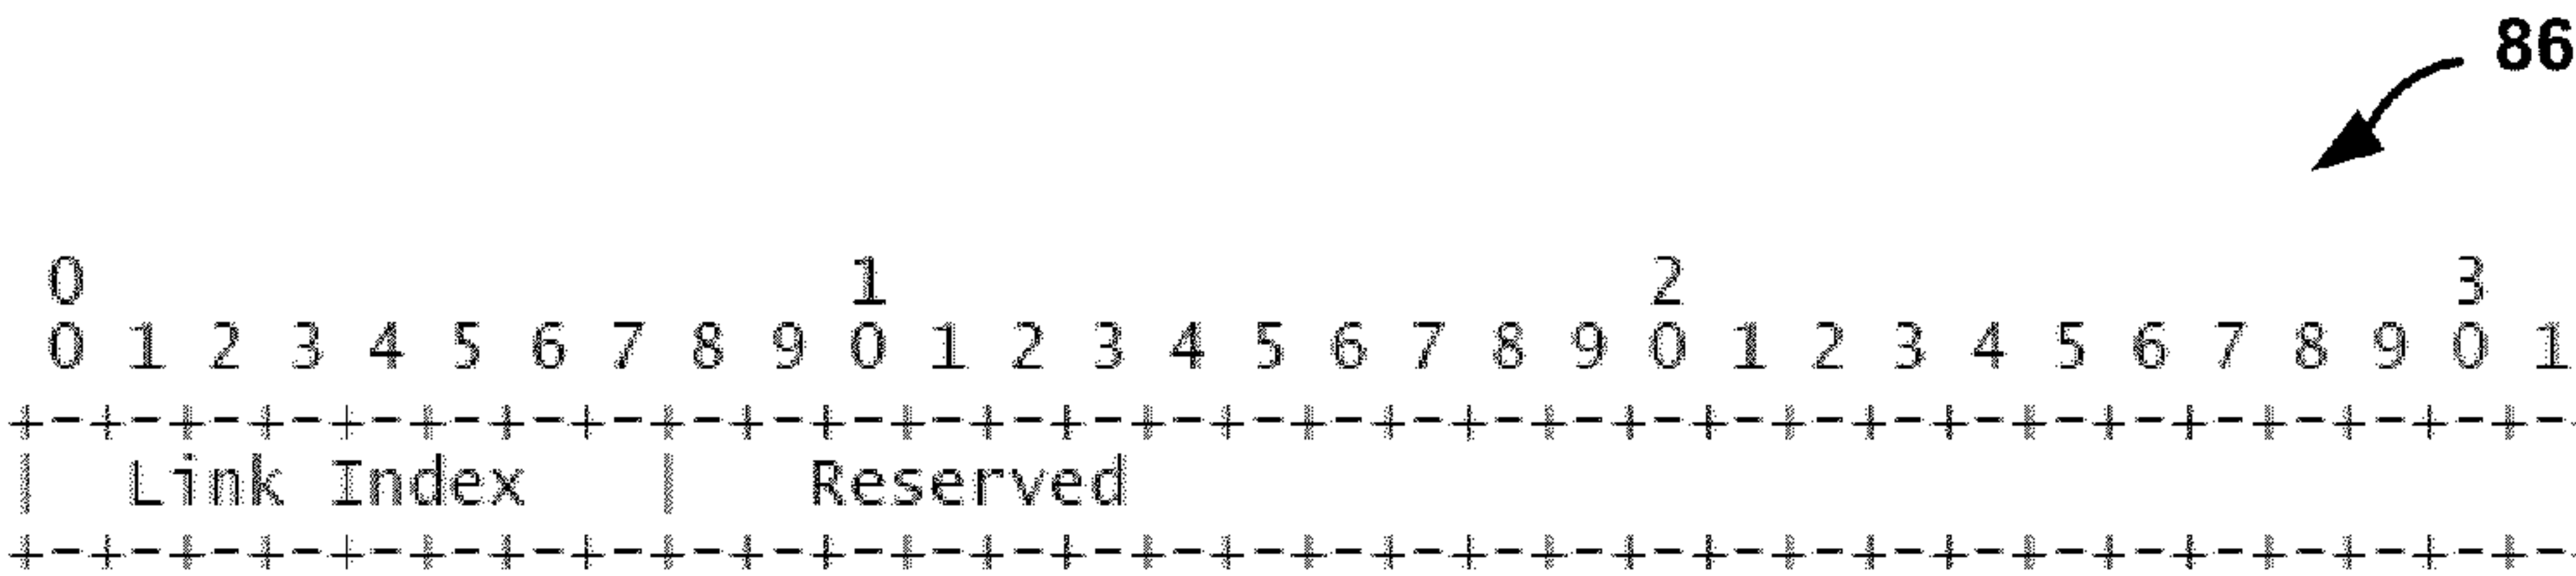 86
 0                   1                   2                   3
 0 1 2 3 4 5 6 7 8 9 0 1 2 3 4 5 6 7 8 9 0 1 2 3 4 5 6 7 8 9 0 1
+-+-+-+-+-+-+-+-+-+-+-+-+-+-+-+-+-+-+-+-+-+-+-+-+-+-+-+-+-+-+-+-
|  Link Index   |   Reserved
+-+-+-+-+-+-+-+-+-+-+-+-+-+-+-+-+-+-+-+-+-+-+-+-+-+-+-+-+-+-+-+-